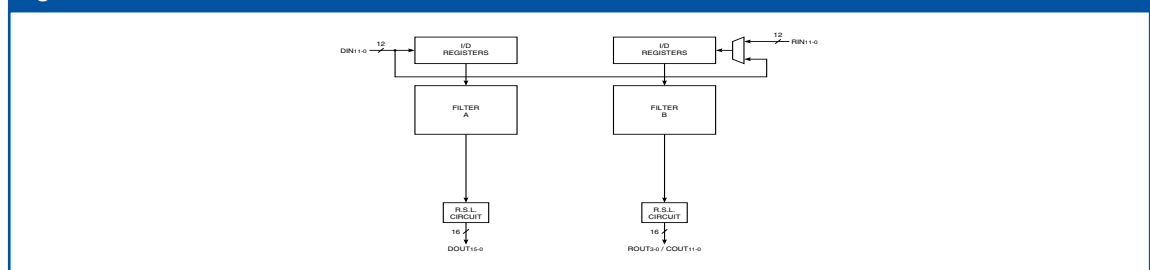 12
DIN11-0
I/D
REGISTERS
I/D
REGISTERS
12
RIN11-0
FILTER
A
FILTER
B
R.S.L.
CIRCUIT
R.S.L.
CIRCUIT
16
16
DOUT15-0
ROUT3-0 / COUT11-0